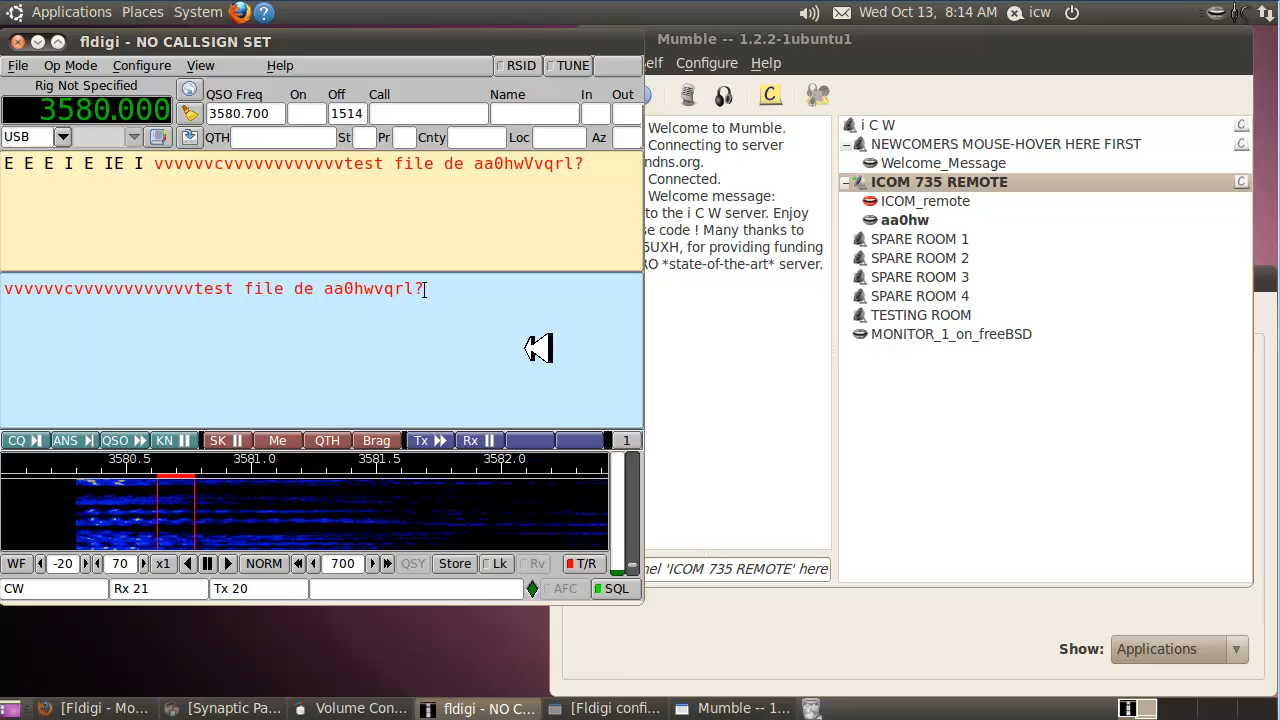 Applications Places System Wed Oct 13, 8:14 AM icw
fldigi - NO CALLSIGN SET
File Op Mode Configure View Help RSID TUNE
Rig Not Specified QSO Freq On Off Call Name In Out
3580.000 3580.700 1514
USB QTH St Pr Cnty Loc Az
E E E I E IE I vvvvvvcvvvvvvvvvvvvtest file de aa0hwVvqrl?
vvvvvvcvvvvvvvvvvvvtest file de aa0hwvqrl?
CQ ANS QSO KN SK Me QTH Brag Tx Rx 1
3580.5 3581.0 3581.5 3582.0
WF -20 70 x1 NORM 700 QSY Store Lk Rv T/R
CW Rx 21 Tx 20 AFC SQL
Mumble -- 1.2.2-1ubuntu1
elf Configure Help
C
Welcome to Mumble.
Connecting to server
ndns.org.
Connected.
Welcome message:
to the i C W server. Enjoy
se code ! Many thanks to
6UXH, for providing funding
RO *state-of-the-art* server.
nel 'ICOM 735 REMOTE' here
i C W C
NEWCOMERS MOUSE-HOVER HERE FIRST C
Welcome_Message
ICOM 735 REMOTE C
ICOM_remote
aa0hw
SPARE ROOM 1
SPARE ROOM 2
SPARE ROOM 3
SPARE ROOM 4
TESTING ROOM
MONITOR_1_on_freeBSD
Show: Applications
[Fldigi - Mo... [Synaptic Pa... Volume Con... fldigi - NO C... [Fldigi confi... Mumble -- 1...